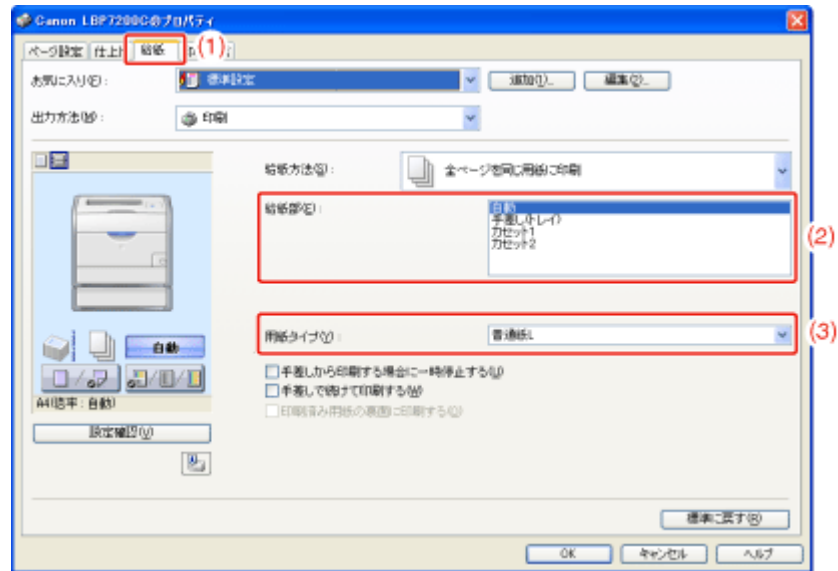 Canon LBP7200Cのプロパティ
ページ設定 仕上げ 給紙 (1)
お気に入り(F): 標準設定 追加(1)... 編集(2)...
出力方法(M): 印刷
給紙方法(S): 全ページを同じ用紙に印刷
給紙部(E): 自動
手差し(トレイ)
カセット1
カセット2
(2)
用紙タイプ(Y): 普通紙L (3)
自動
手差しから印刷する場合に一時停止する(U)
手差しで続けて印刷する(W)
印刷済み用紙の裏面に印刷する(Q)
A4(倍率:自動)
設定確認(V)
標準に戻す(R)
OK キャンセル ヘルプ